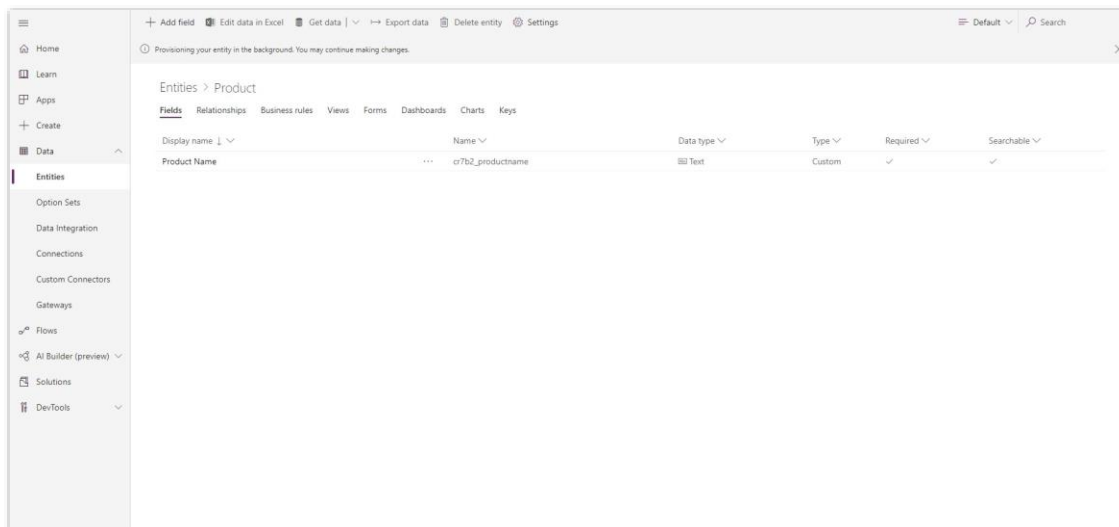 Add field Edit data in Excel Get data Export data Delete entity Settings Default Search
Provisioning your entity in the background. You may continue making changes.
Home
Learn
Apps
Create
Data
Entities
Option Sets
Data Integration
Connections
Custom Connectors
Gateways
Flows
AI Builder (preview)
Solutions
DevTools
Entities > Product
Fields Relationships Business rules Views Forms Dashboards Charts Keys
Display name Name Data type Type Required Searchable
Product Name ... cr7b2_productname Text Custom